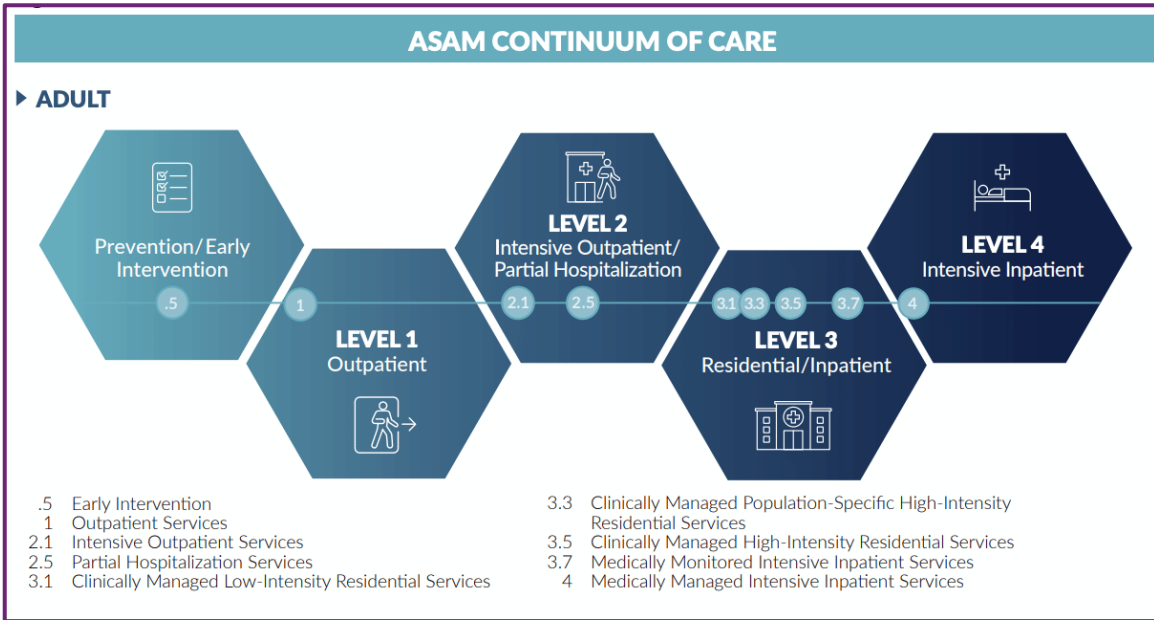 ASAM CONTINUUM OF CARE
ADULT
Prevention/Early
Intervention
.5
1
LEVEL 1
Outpatient
LEVEL 2
Intensive Outpatient/
Partial Hospitalization
2.1
2.5
3.1
3.3
3.5
3.7
LEVEL 3
Residential/Inpatient
LEVEL 4
Intensive Inpatient
4
.5 Early Intervention
1 Outpatient Services
2.1 Intensive Outpatient Services
2.5 Partial Hospitalization Services
3.1 Clinically Managed Low-Intensity Residential Services
3.3 Clinically Managed Population-Specific High-Intensity
Residential Services
3.5 Clinically Managed High-Intensity Residential Services
3.7 Medically Monitored Intensive Inpatient Services
4 Medically Managed Intensive Inpatient Services